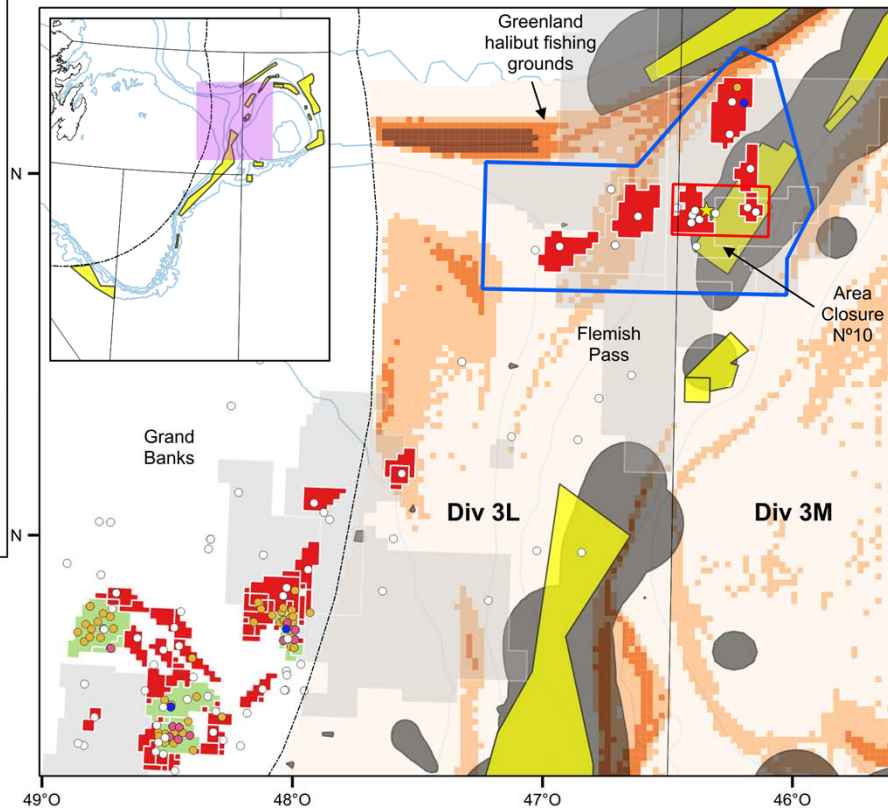 Greenland
halibut fishing
grounds
N
Area
Closure
Nº10
Flemish
Pass
Grand
Banks
Div 3L
Div 3M
N
49°O
48°O
47°O
46°O